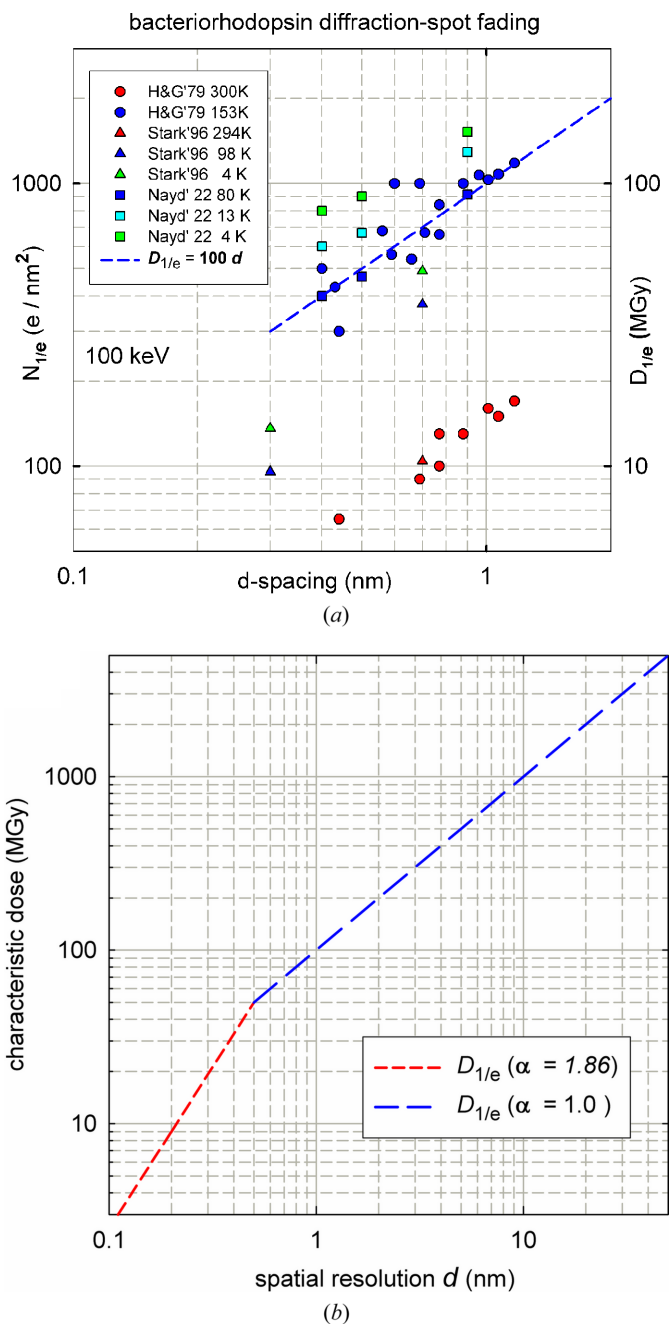 bacteriorhodopsin diffraction-spot fading
H&G'79 300K
H&G'79 153K
Stark'96 294K
Stark'96 98 K
Stark'96 4 K
Nayd' 22 80 K
Nayd' 22 13 K
Nayd' 22 4 K
D1/e = 100 d
1000
100
N1/e (e / nm²)
D1/e (MGy)
100 keV
100
10
0.1
1
d-spacing (nm)
(a)
characteristic dose (MGy)
1000
100
10
D1/e (α = 1.86)
D1/e (α = 1.0 )
0.1
1
10
spatial resolution d (nm)
(b)